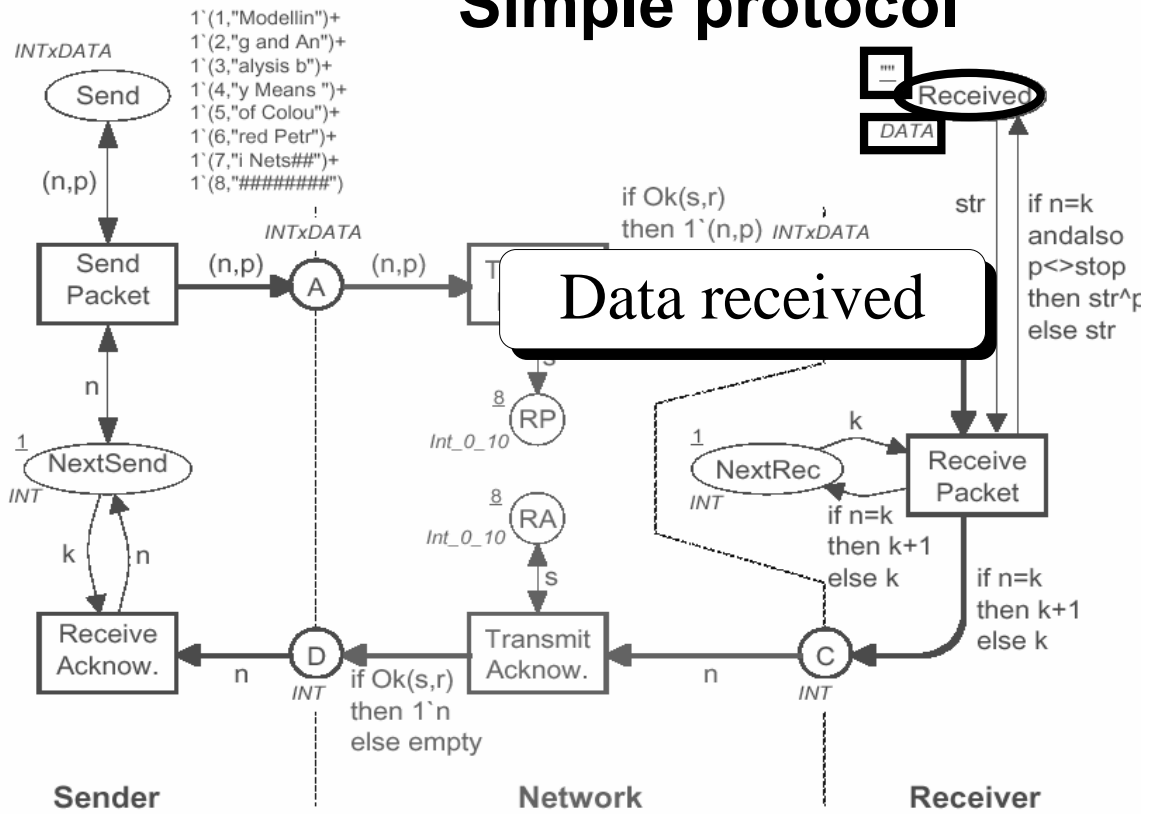 Simple protocol
1`(1,"Modellin")+
1`(2,"g and An")+
1`(3,"alysis b")+
1`(4,"y Means ")+
1`(5,"of Colou")+
1`(6,"red Petr")+
1`(7,"i Nets##")+
1`(8,"########")
INTxDATA
Send
""
Received
DATA
(n,p)
if Ok(s,r)
then 1`(n,p)
str
if n=k
andalso
p<>stop
then str^p
else str
INTxDATA
INTxDATA
Send
Packet
(n,p)
A
(n,p)
Data received
s
n
8
RP
Int_0_10
1
NextSend
INT
1
NextRec
INT
k
Receive
Packet
8
RA
Int_0_10
if n=k
then k+1
else k
k
n
s
if n=k
then k+1
else k
Receive
Acknow.
n
D
INT
if Ok(s,r)
then 1`n
else empty
Transmit
Acknow.
n
C
INT
Sender
Network
Receiver